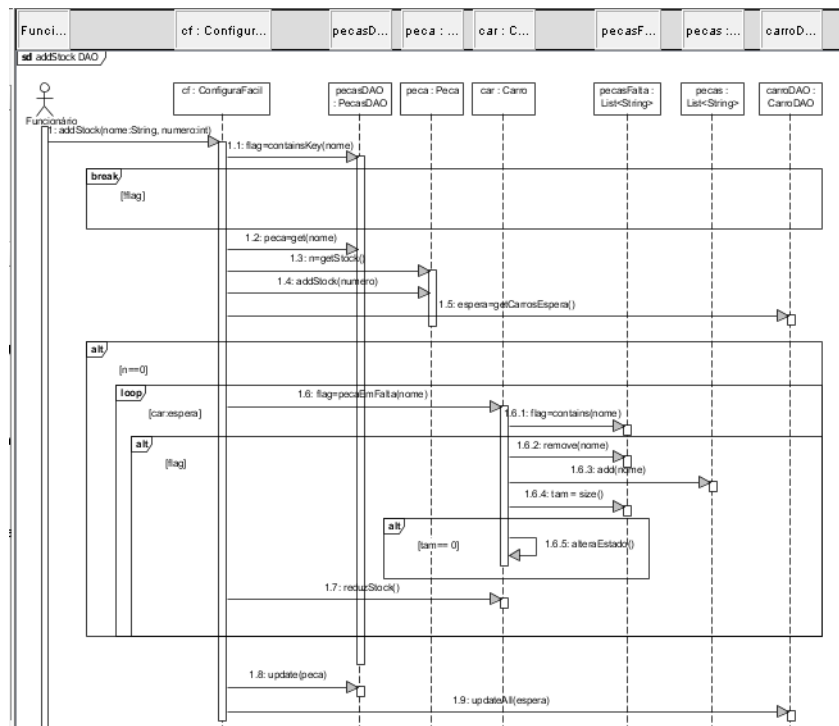 Funci...
cf : Configur...
pecasD...
peca : ...
car : C...
pecasF...
pecas : ...
carroD...
sd addStock DAO
Funcionário
cf : ConfiguraFacil
pecasDAO
: PecasDAO
peca : Peca
car : Carro
pecasFalta :
List<String>
pecas :
List<String>
carroDAO :
CarroDAO
1: addStock(nome:String, numero:int)
1.1: flag=containsKey(nome)
break
[!flag]
1.2: peca=get(nome)
1.3: n=getStock()
1.4: addStock(numero)
1.5: espera=getCarrosEspera()
alt
[n==0]
loop
[car:espera]
1.6: flag=pecaEmFalta(nome)
1.6.1: flag=contains(nome)
alt
[flag]
1.6.2: remove(nome)
1.6.3: add(nome)
1.6.4: tam = size()
alt
[tam== 0]
1.6.5: alteraEstado()
1.7: reduzStock()
1.8: update(peca)
1.9: updateAll(espera)